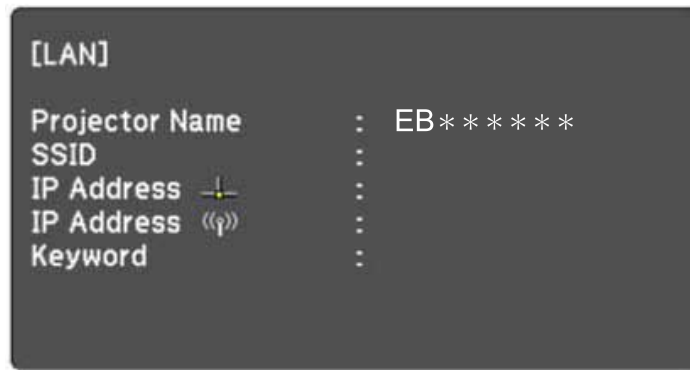 [LAN]
Projector Name : EB******
SSID :
IP Address :
IP Address :
Keyword :